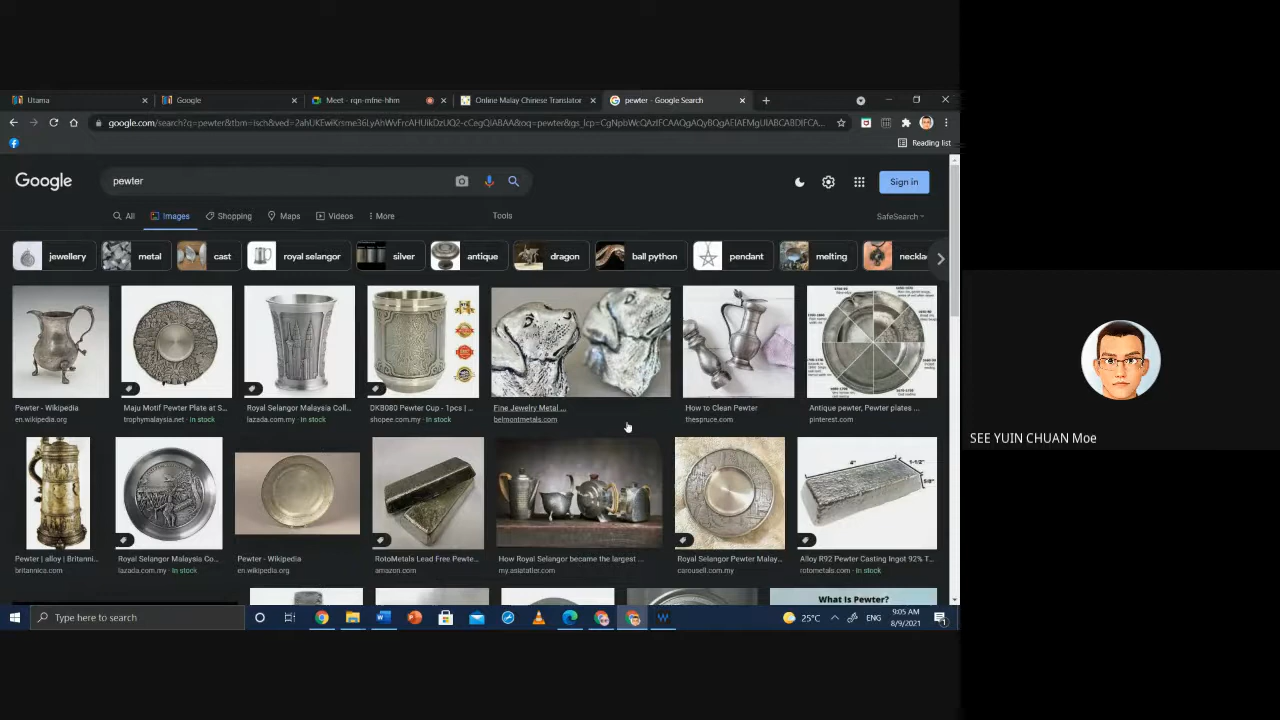 Utama
Google
Meet - rqn-mfne-hhm
Online Malay Chinese Translator
pewter - Google Search
Reading list
Google
pewter
Sign in
All
Images
Shopping
Maps
Videos
More
Tools
SafeSearch
jewellery
metal
cast
royal selangor
silver
antique
dragon
ball python
pendant
melting
neckla
Pewter - Wikipedia
en.wikipedia.org
Maju Motif Pewter Plate at S...
trophymalaysia.net · In stock
Royal Selangor Malaysia Coll...
lazada.com.my · In stock
DKB080 Pewter Cup - 1pcs | ...
shopee.com.my · In stock
Fine Jewelry Metal ...
belmontmetals.com
How to Clean Pewter
thespruce.com
Antique pewter, Pewter plates ...
pinterest.com
4"
1-1/2"
5/8"
Pewter | alloy | Britanni...
britannica.com
Royal Selangor Malaysia Co...
lazada.com.my · In stock
Pewter - Wikipedia
en.wikipedia.org
RotoMetals Lead Free Pewte...
amazon.com
How Royal Selangor became the largest ...
my.asiatatler.com
Royal Selangor Pewter Malay...
carousell.com.my
Alloy R92 Pewter Casting Ingot 92% T...
rotometals.com · In stock
What Is Pewter?
Type here to search
25°C
ENG
9:05 AM
8/9/2021
SEE YUIN CHUAN Moe